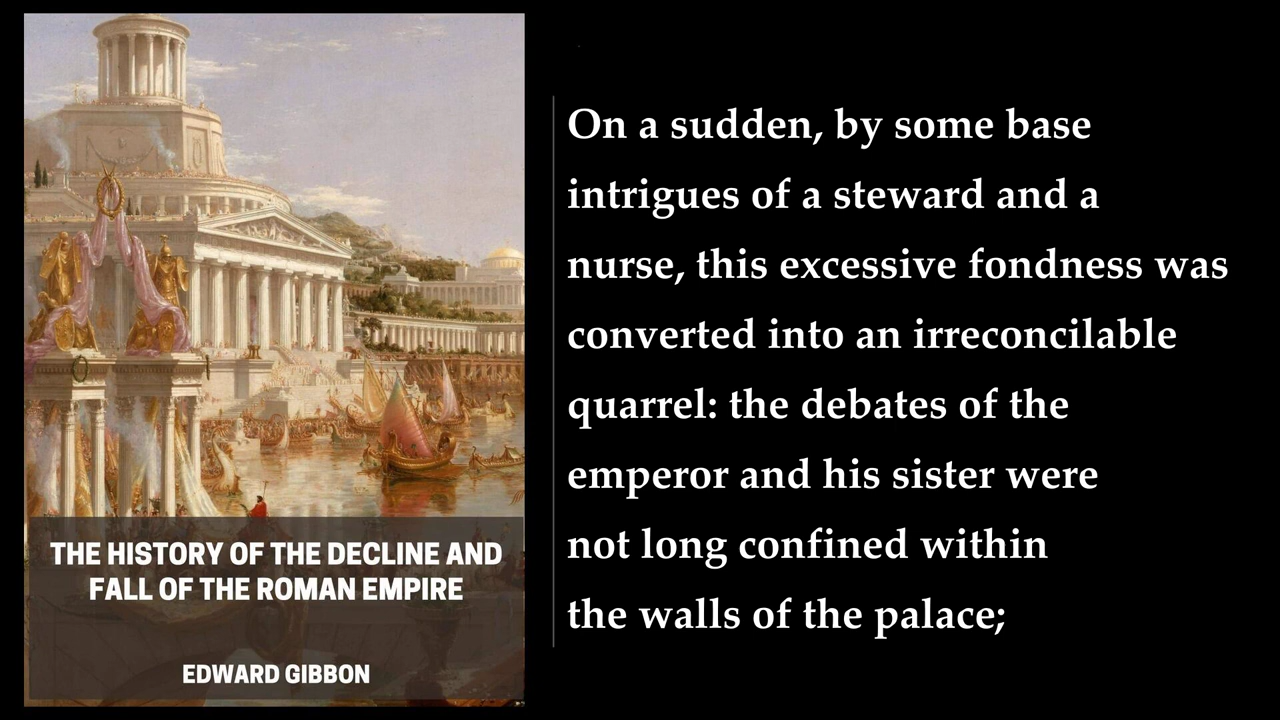 THE HISTORY OF THE DECLINE AND
FALL OF THE ROMAN EMPIRE
EDWARD GIBBON
On a sudden, by some base
intrigues of a steward and a
nurse, this excessive fondness was
converted into an irreconcilable
quarrel: the debates of the
emperor and his sister were
not long confined within
the walls of the palace;